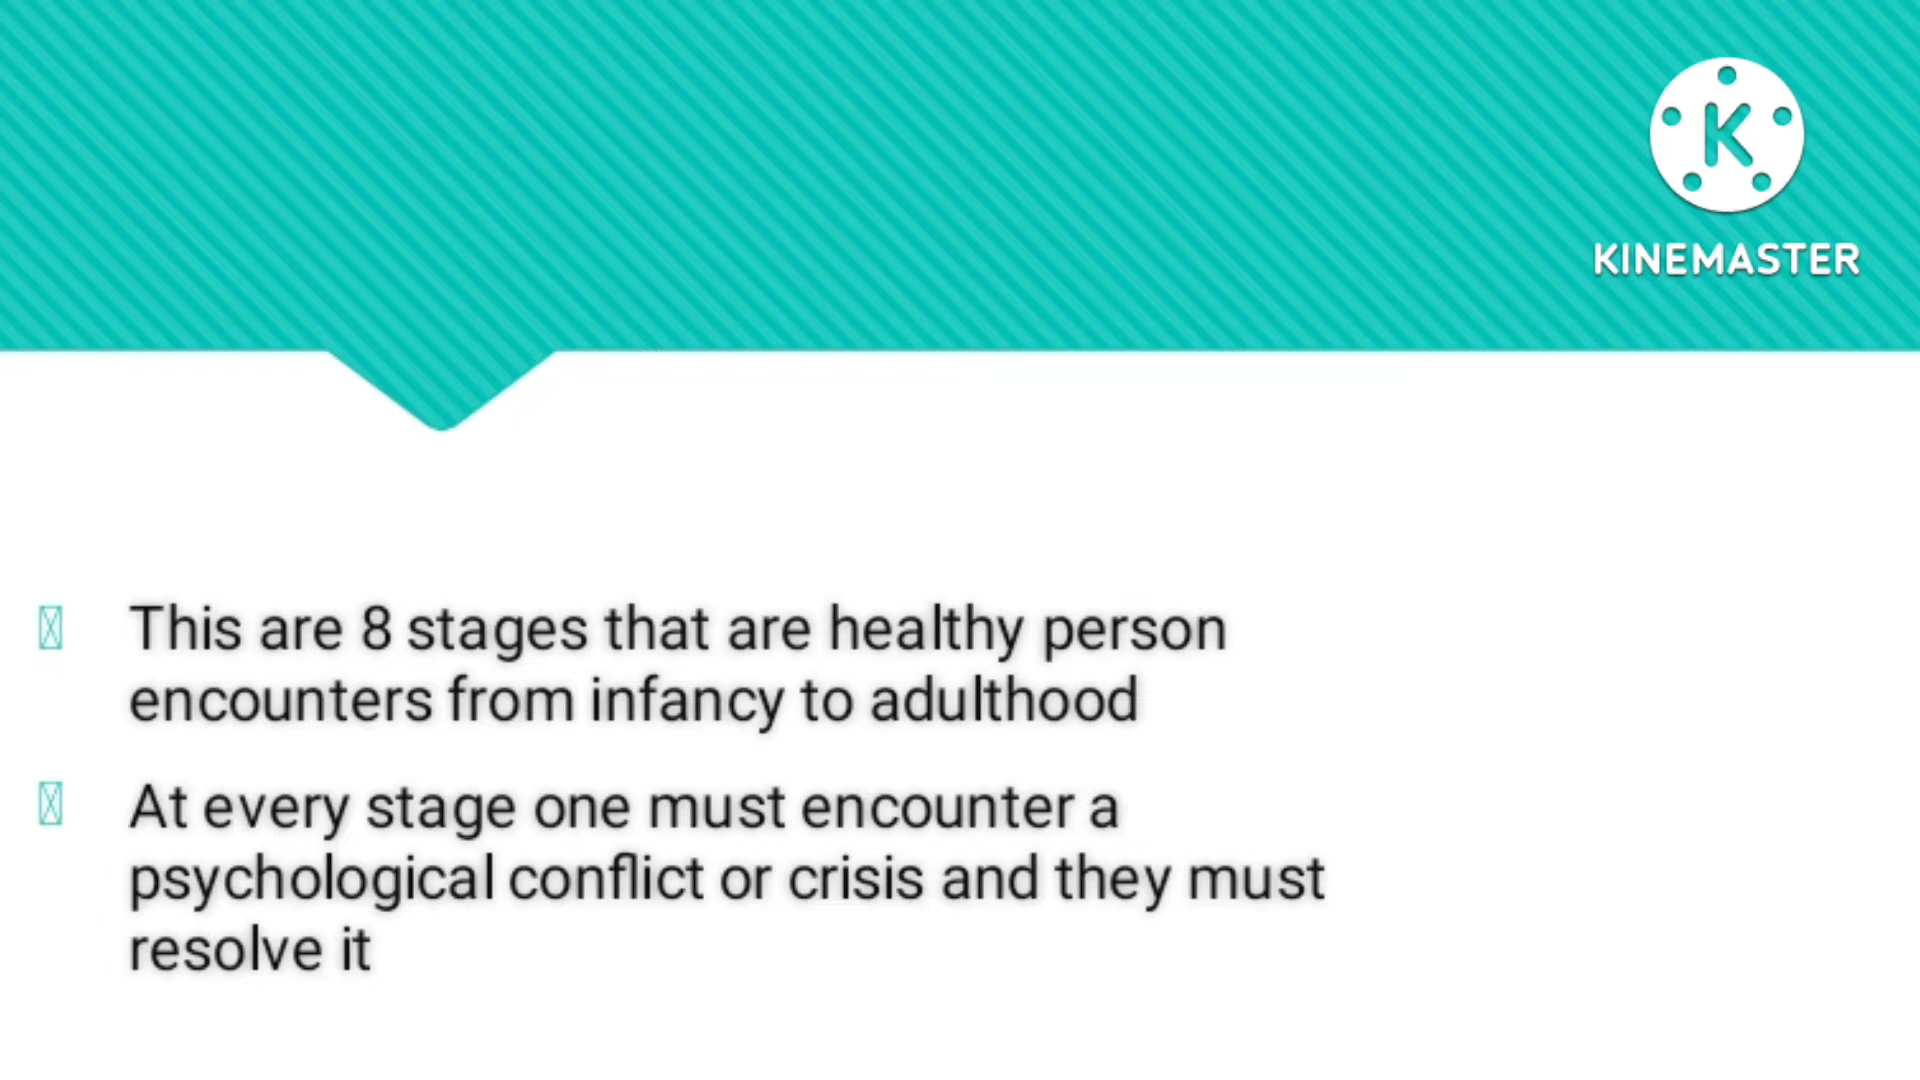 K
KINEMASTER
This are 8 stages that are healthy person
encounters from infancy to adulthood
At every stage one must encounter a
psychological conflict or crisis and they must
resolve it